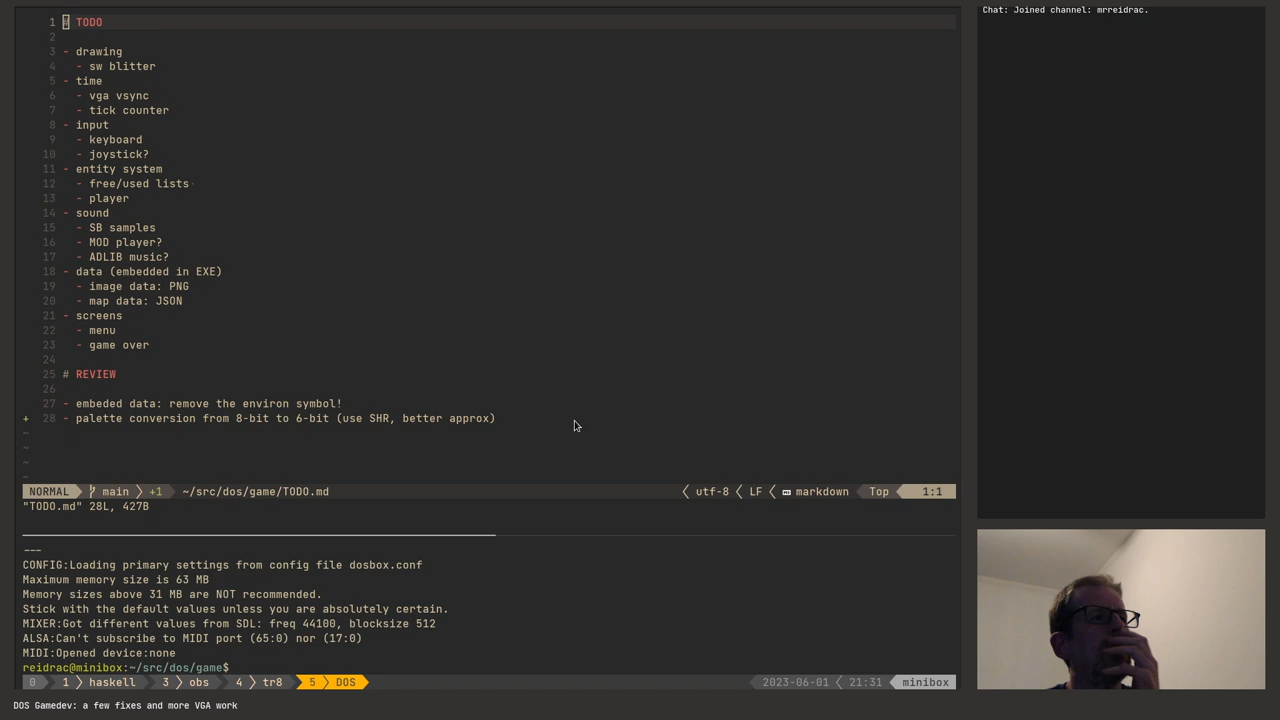 1 # TODO
2
3 - drawing
4   - sw blitter
5 - time
6   - vga vsync
7   - tick counter
8 - input
9   - keyboard
10   - joystick?
11 - entity system
12   - free/used lists·
13   - player
14 - sound
15   - SB samples
16   - MOD player?
17   - ADLIB music?
18 - data (embedded in EXE)
19   - image data: PNG
20   - map data: JSON
21 - screens
22   - menu
23   - game over
24
25 # REVIEW
26
27 - embeded data: remove the environ symbol!
+ 28 - palette conversion from 8-bit to 6-bit (use SHR, better approx)
~
~
~
~
NORMAL main +1 ~/src/dos/game/TODO.md utf-8 LF markdown Top 1:1
"TODO.md" 28L, 427B
---
CONFIG:Loading primary settings from config file dosbox.conf
Maximum memory size is 63 MB
Memory sizes above 31 MB are NOT recommended.
Stick with the default values unless you are absolutely certain.
MIXER:Got different values from SDL: freq 44100, blocksize 512
ALSA:Can't subscribe to MIDI port (65:0) nor (17:0)
MIDI:Opened device:none
reidrac@minibox:~/src/dos/game$
0 1 haskell 3 obs 4 tr8 5 DOS 2023-06-01 21:31 minibox
DOS Gamedev: a few fixes and more VGA work
Chat: Joined channel: mrreidrac.